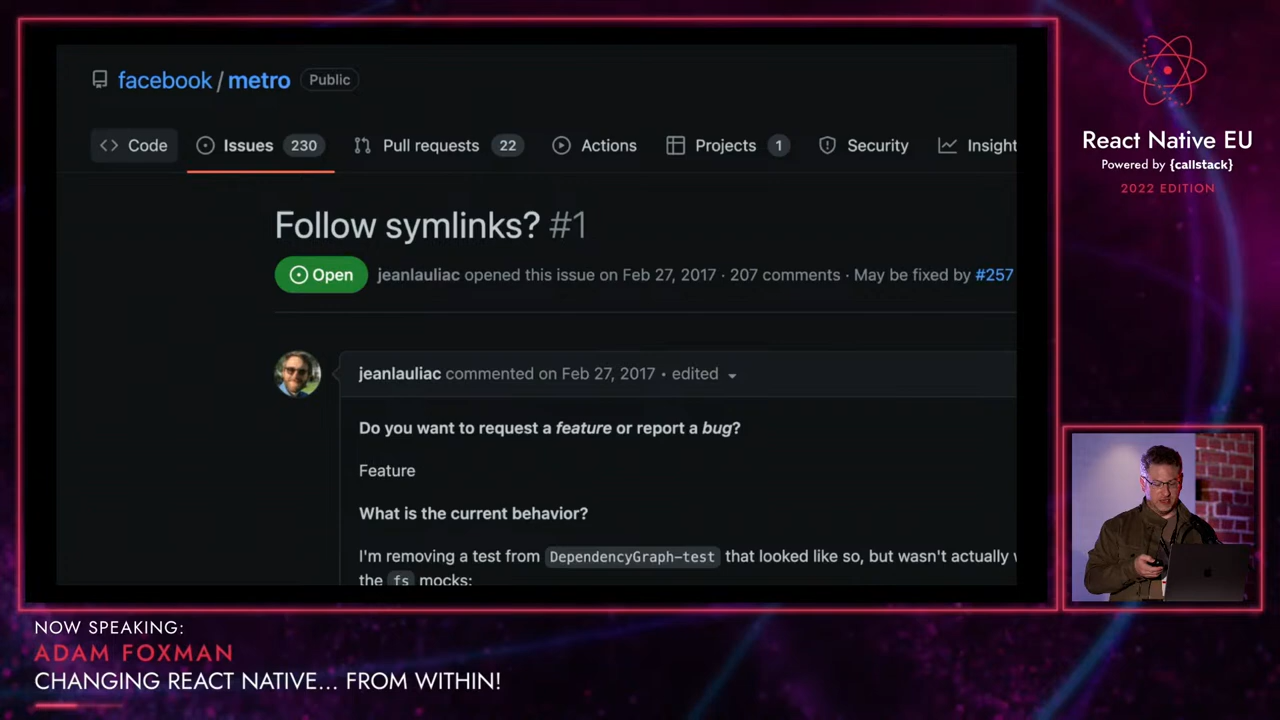 facebook / metro Public
Code Issues 230 Pull requests 22 Actions Projects 1 Security Insight
Follow symlinks? #1
Open jeanlauliac opened this issue on Feb 27, 2017 · 207 comments · May be fixed by #257
jeanlauliac commented on Feb 27, 2017 • edited
Do you want to request a feature or report a bug?
Feature
What is the current behavior?
I'm removing a test from DependencyGraph-test that looked like so, but wasn't actually
the fs mocks:
React Native EU
Powered by {callstack}
2022 EDITION
NOW SPEAKING:
ADAM FOXMAN
CHANGING REACT NATIVE... FROM WITHIN!